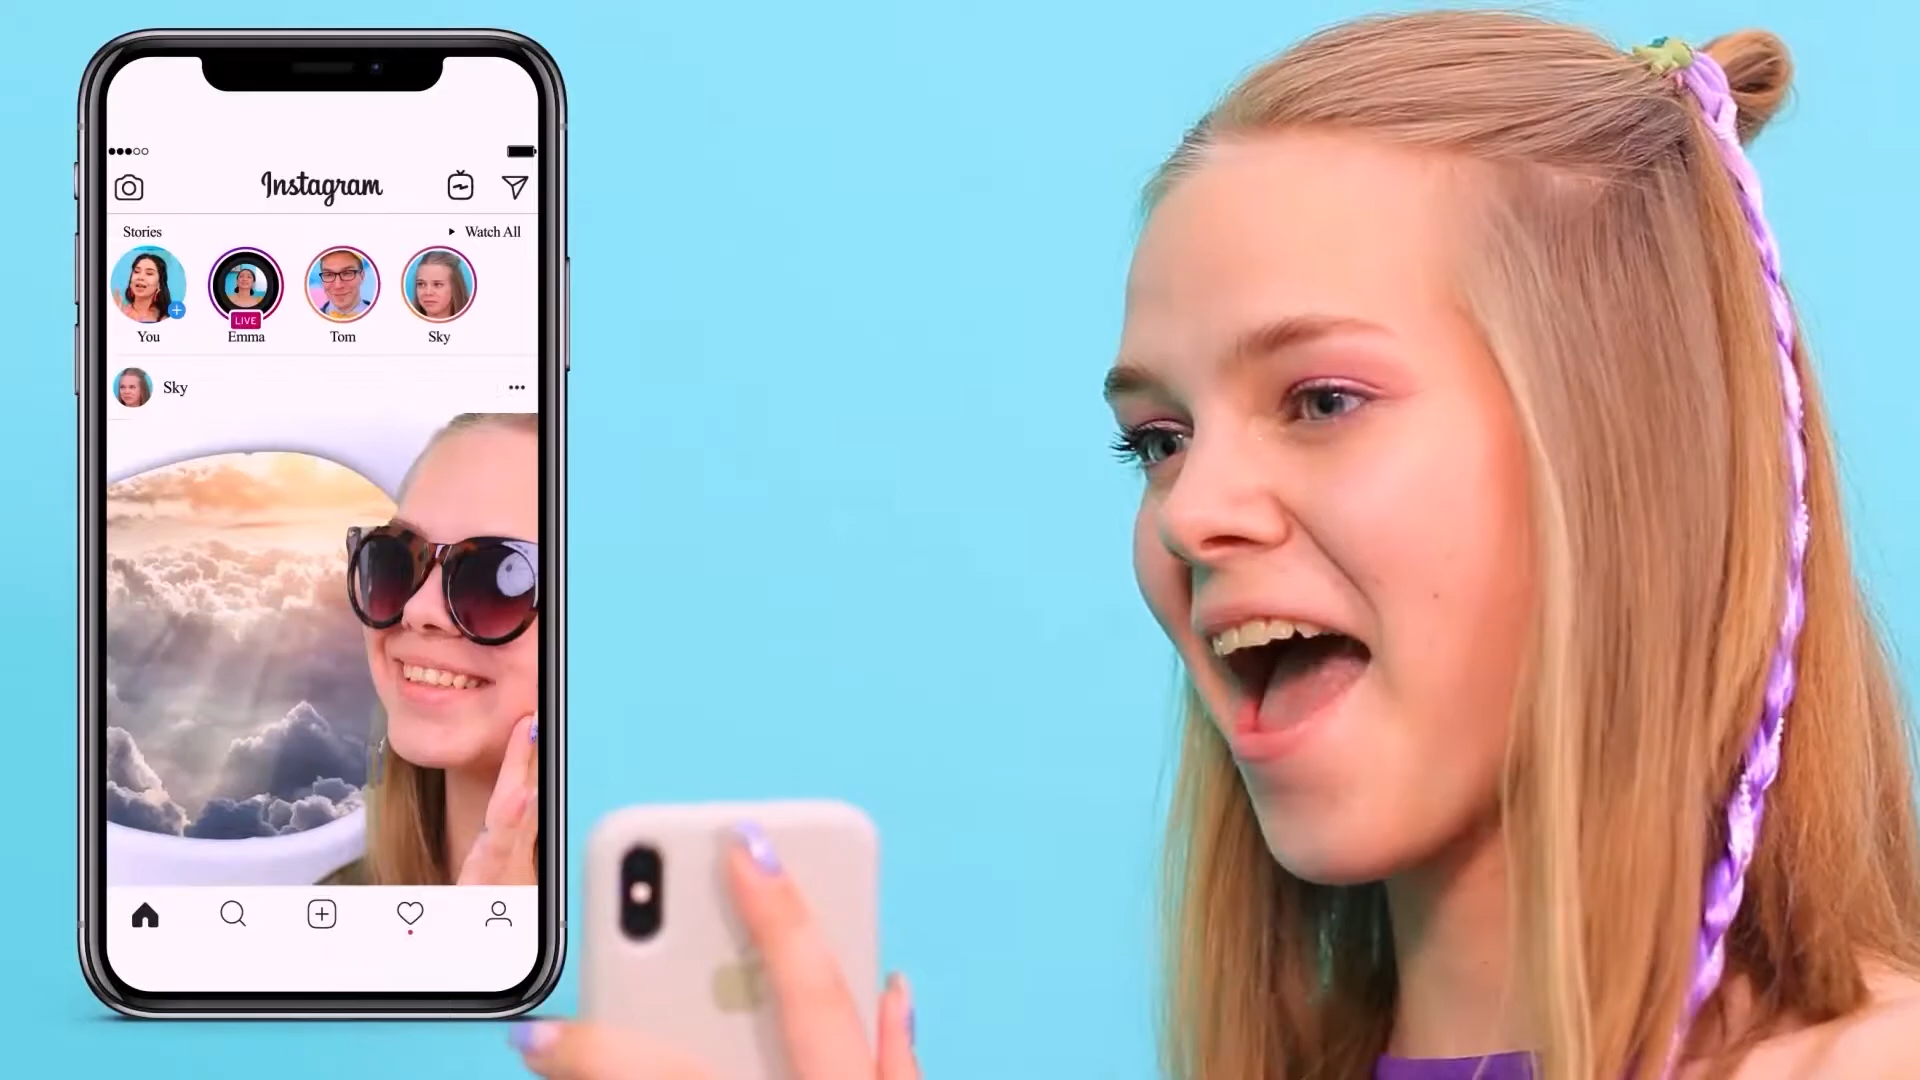 Instagram
Stories
Watch All
LIVE
You
Emma
Tom
Sky
Sky